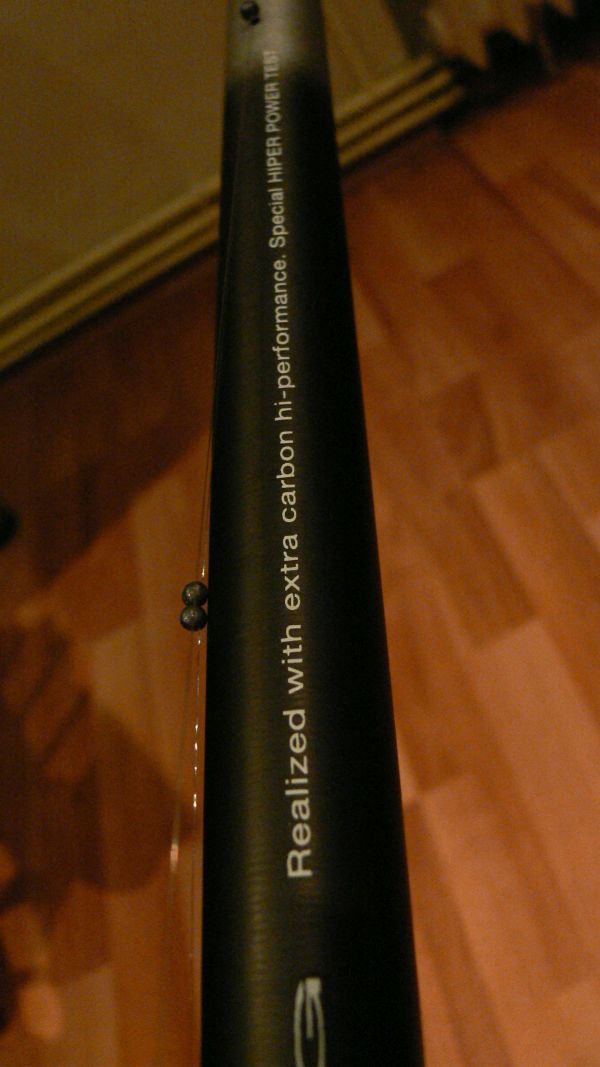 Realized with extra carbon hi-performance. Special HIPER POWER TEST